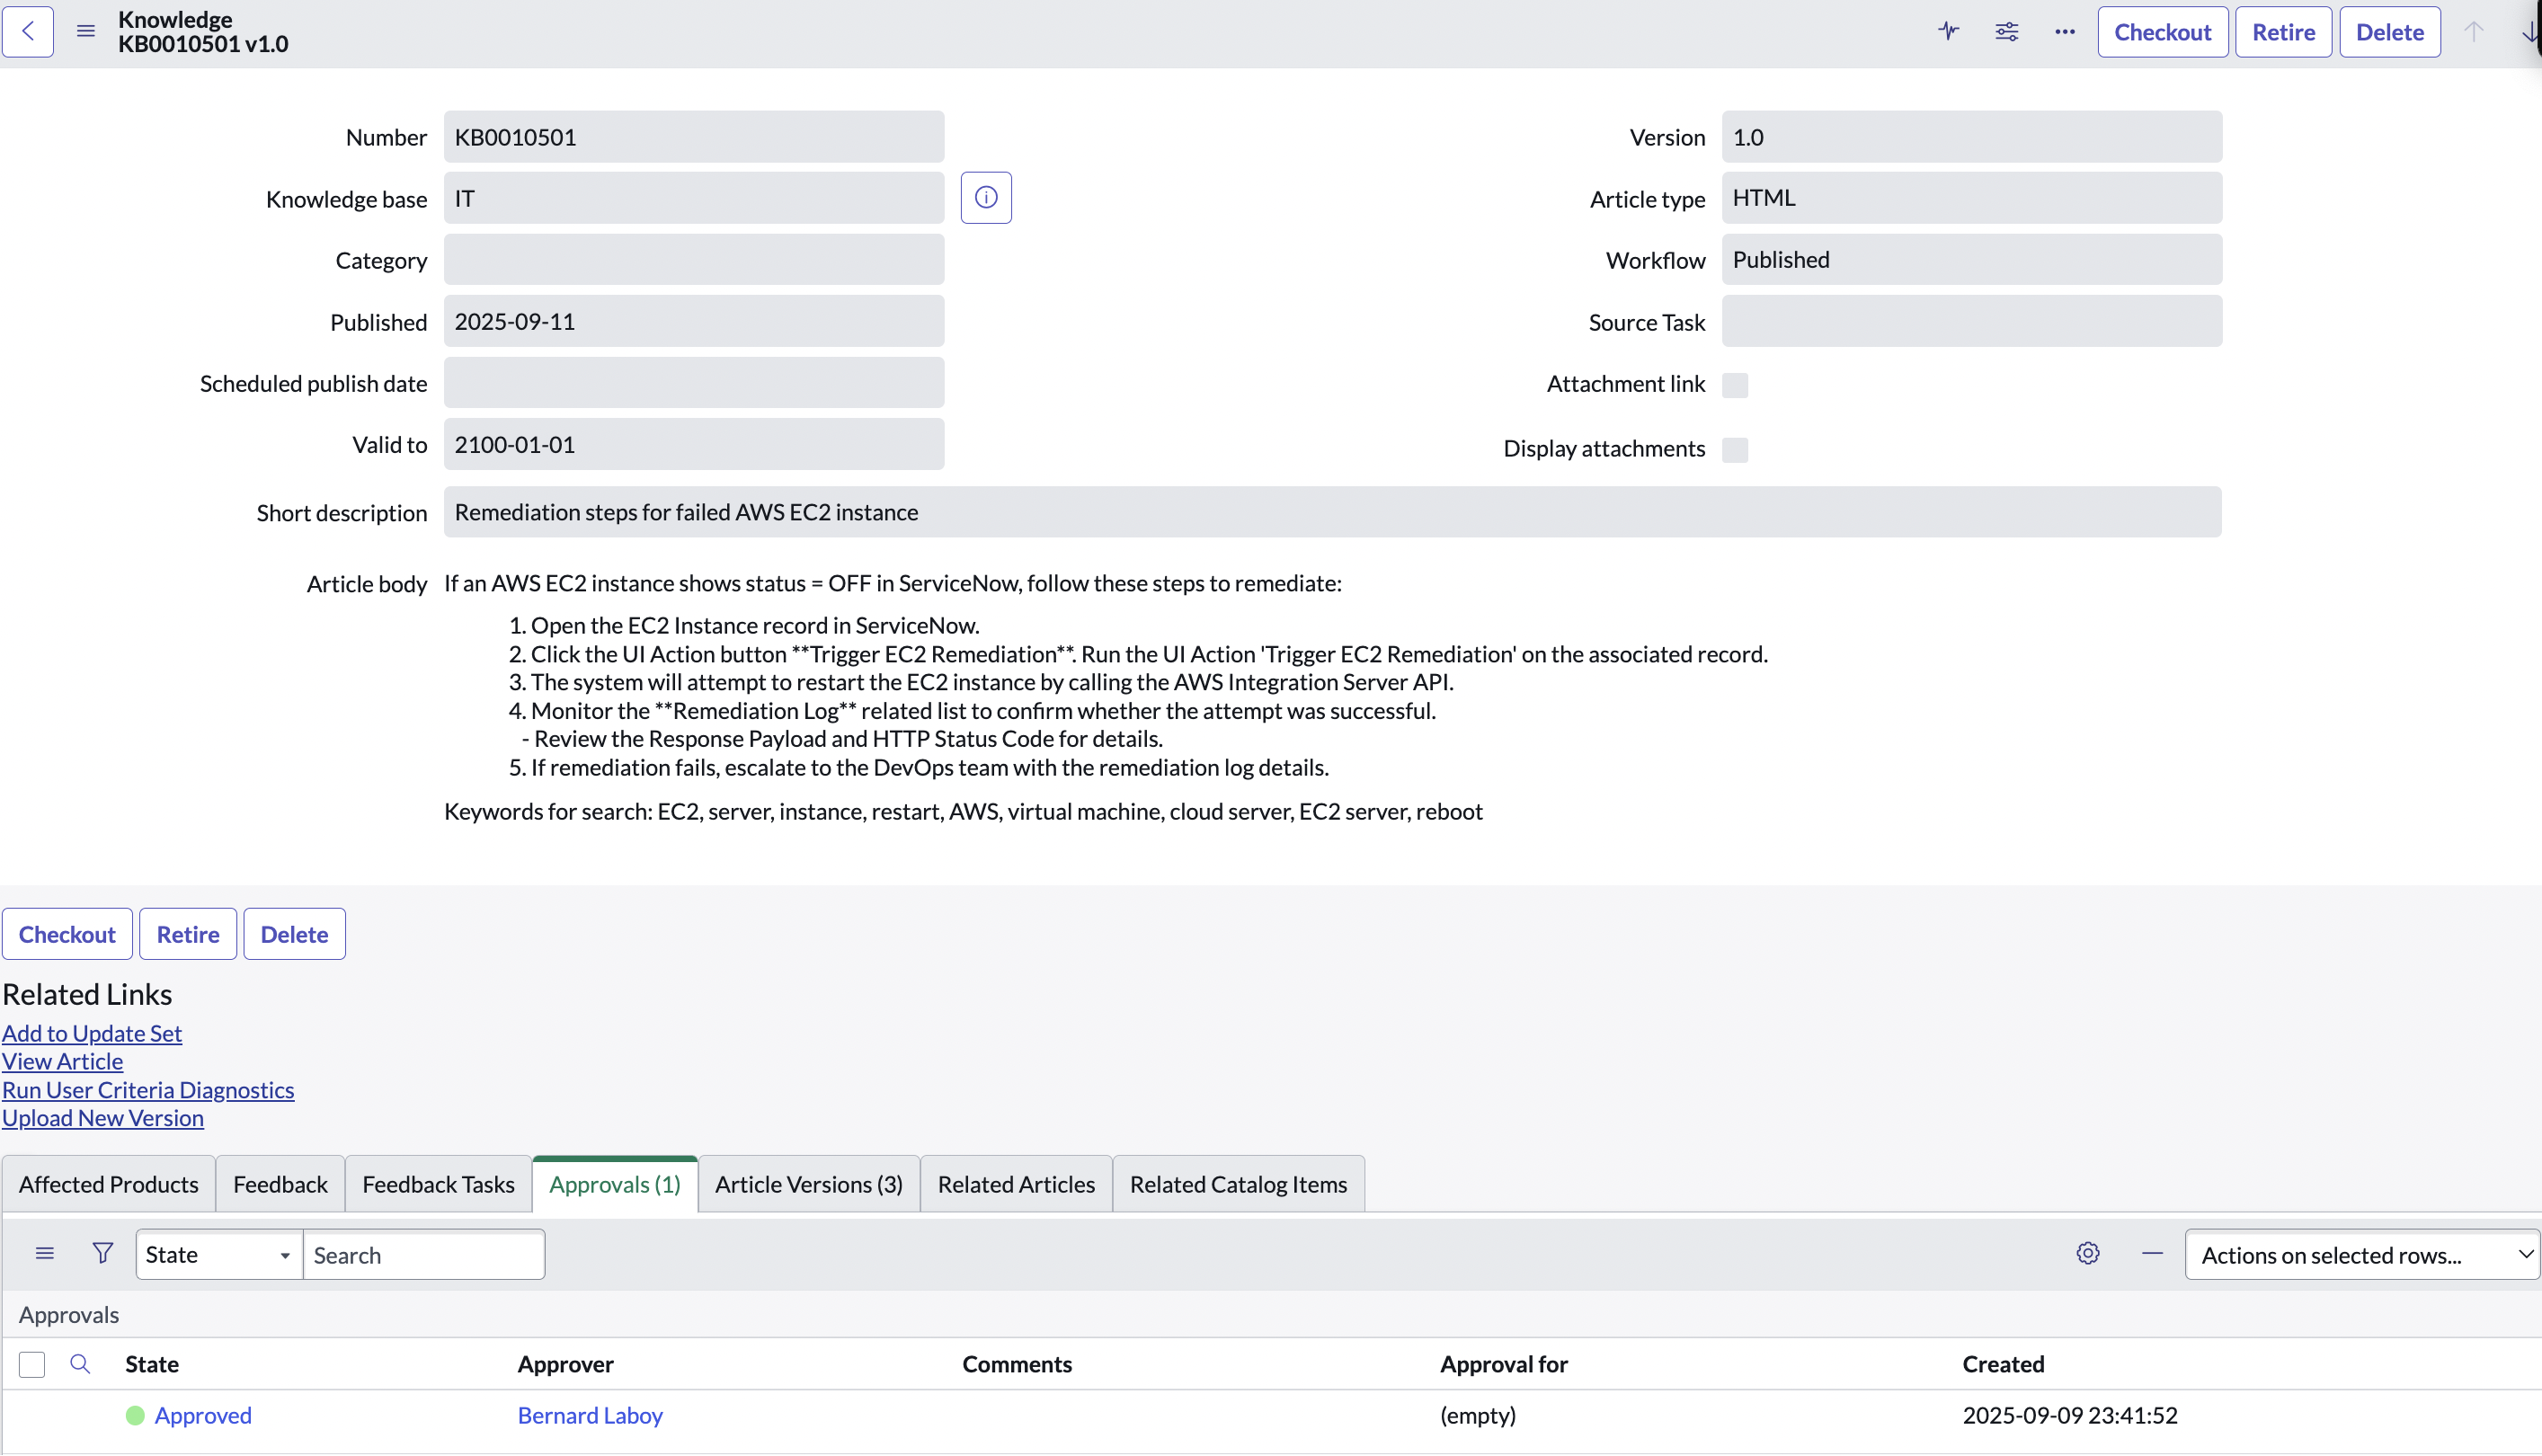 Knowledge
KB0010501 v1.0
Checkout
Retire
Delete
Number
KB0010501
Version
1.0
Knowledge base
IT
Article type
HTML
Category
Workflow
Published
Published
2025-09-11
Source Task
Scheduled publish date
Attachment link
Valid to
2100-01-01
Display attachments
Short description
Remediation steps for failed AWS EC2 instance
Article body
If an AWS EC2 instance shows status = OFF in ServiceNow, follow these steps to remediate:
1. Open the EC2 Instance record in ServiceNow.
2. Click the UI Action button **Trigger EC2 Remediation**. Run the UI Action 'Trigger EC2 Remediation' on the associated record.
3. The system will attempt to restart the EC2 instance by calling the AWS Integration Server API.
4. Monitor the **Remediation Log** related list to confirm whether the attempt was successful.
- Review the Response Payload and HTTP Status Code for details.
5. If remediation fails, escalate to the DevOps team with the remediation log details.
Keywords for search: EC2, server, instance, restart, AWS, virtual machine, cloud server, EC2 server, reboot
Checkout
Retire
Delete
Related Links
Add to Update Set
View Article
Run User Criteria Diagnostics
Upload New Version
Affected Products
Feedback
Feedback Tasks
Approvals (1)
Article Versions (3)
Related Articles
Related Catalog Items
State
Search
Actions on selected rows...
Approvals
State
Approver
Comments
Approval for
Created
Approved
Bernard Laboy
(empty)
2025-09-09 23:41:52